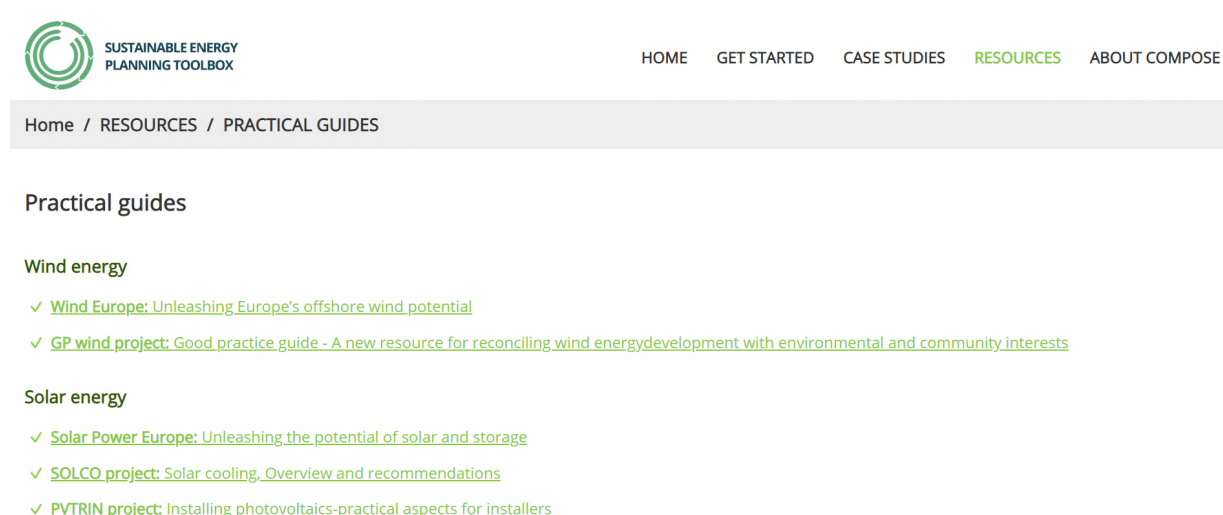 SUSTAINABLE ENERGY
PLANNING TOOLBOX
HOME GET STARTED CASE STUDIES RESOURCES ABOUT COMPOSE
Home / RESOURCES / PRACTICAL GUIDES
Practical guides
Wind energy
✓ Wind Europe: Unleashing Europe's offshore wind potential
✓ GP wind project: Good practice guide - A new resource for reconciling wind energydevelopment with environmental and community interests
Solar energy
✓ Solar Power Europe: Unleashing the potential of solar and storage
✓ SOLCO project: Solar cooling, Overview and recommendations
✓ PVTRIN project: Installing photovoltaics-practical aspects for installers